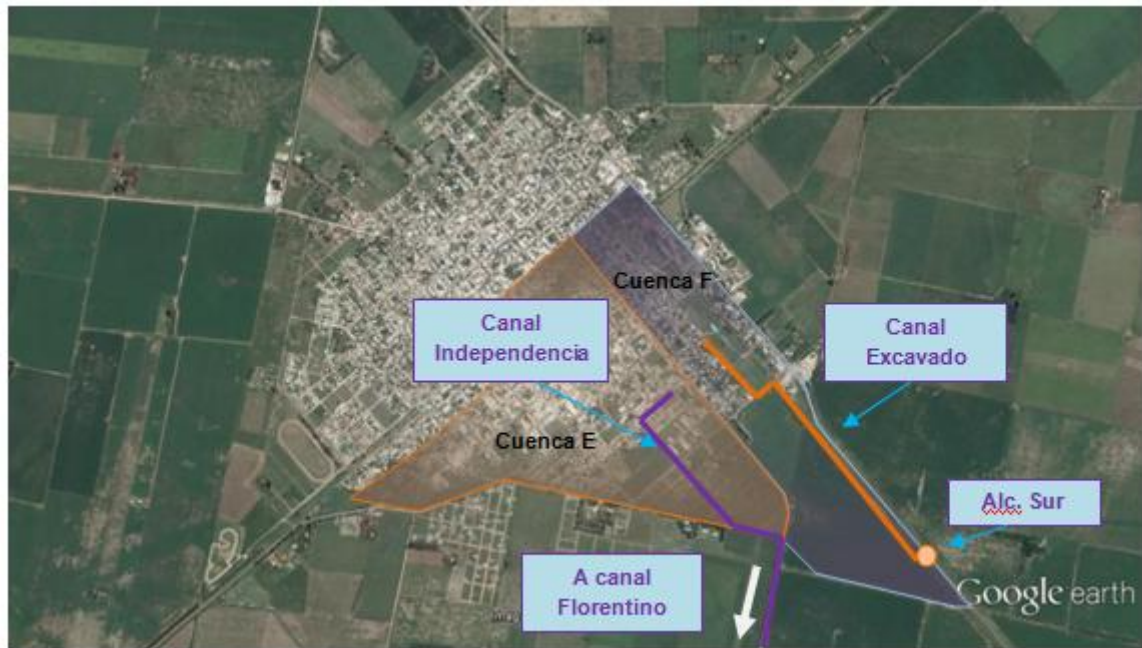 Cuenca F
Canal
Independencia
Canal
Excavado
Cuenca E
Alc. Sur
A canal
Florentino
Google earth